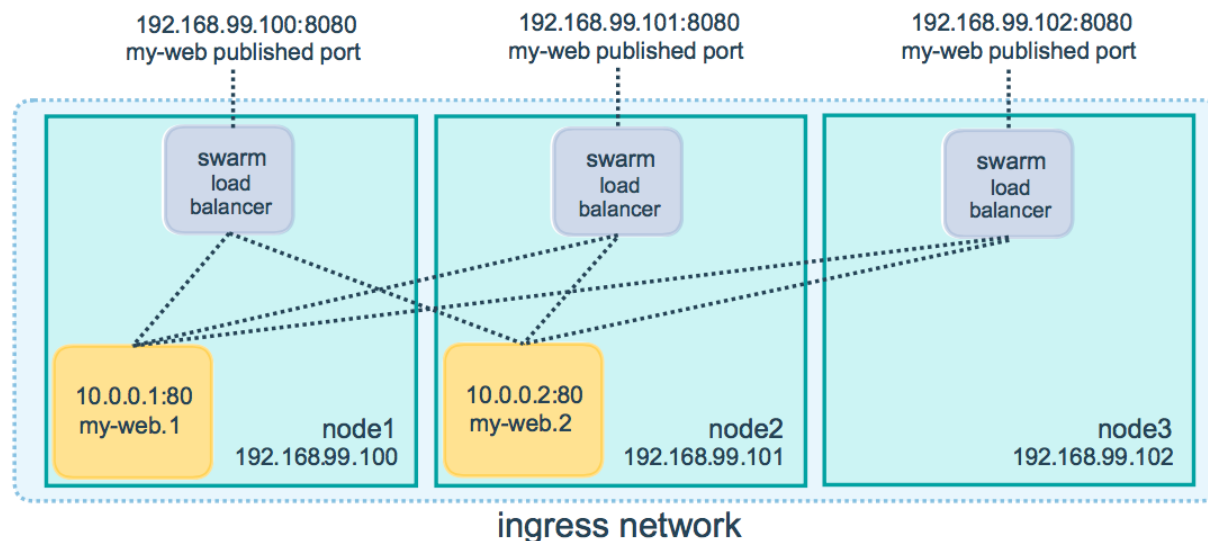 192.168.99.100:8080
my-web published port
192.168.99.101:8080
my-web published port
192.168.99.102:8080
my-web published port
swarm
load
balancer
swarm
load
balancer
swarm
load
balancer
10.0.0.1:80
my-web.1
node1
192.168.99.100
10.0.0.2:80
my-web.2
node2
192.168.99.101
node3
192.168.99.102
ingress network